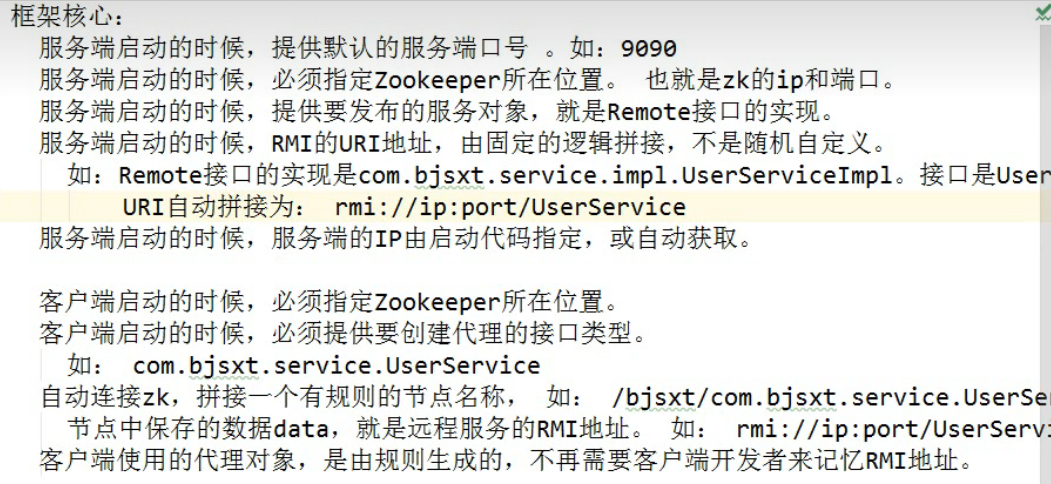 框架核心：
服务端启动的时候，提供默认的服务端口号 。如：9090
服务端启动的时候，必须指定Zookeeper所在位置。 也就是zk的ip和端口。
服务端启动的时候，提供要发布的服务对象，就是Remote接口的实现。
服务端启动的时候，RMI的URI地址，由固定的逻辑拼接，不是随机自定义。
如：Remote接口的实现是com.bjsxt.service.impl.UserServiceImpl。接口是User
URI自动拼接为： rmi://ip:port/UserService
服务端启动的时候，服务端的IP由启动代码指定，或自动获取。
客户端启动的时候，必须指定Zookeeper所在位置。
客户端启动的时候，必须提供要创建代理的接口类型。
如： com.bjsxt.service.UserService
自动连接zk，拼接一个有规则的节点名称， 如： /bjsxt/com.bjsxt.service.UserSe
节点中保存的数据data，就是远程服务的RMI地址。 如： rmi://ip:port/UserServi
客户端使用的代理对象，是由规则生成的，不再需要客户端开发者来记忆RMI地址。